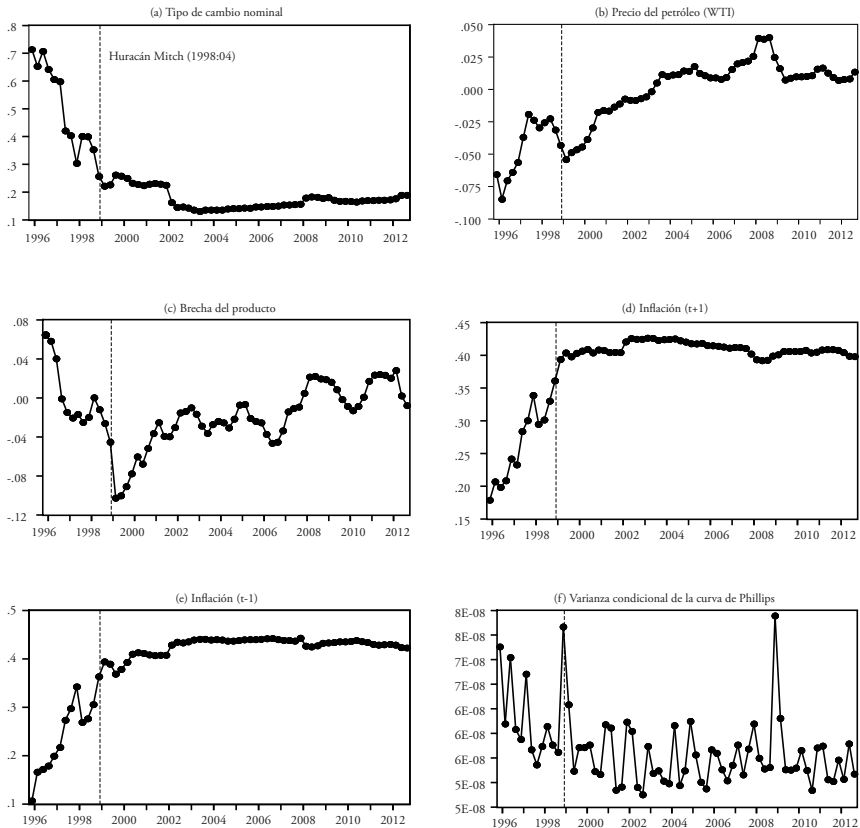 (a) Tipo de cambio nominal
.8
.7
.6
.5
.4
.3
.2
.1
Huracán Mitch (1998:04)
1996 1998 2000 2002 2004 2006 2008 2010 2012
(b) Precio del petróleo (WTI)
.050
.025
.000
-.025
-.050
-.075
-.100
1996 1998 2000 2002 2004 2006 2008 2010 2012
(c) Brecha del producto
.08
.04
.00
-.04
-.08
-.12
1996 1998 2000 2002 2004 2006 2008 2010 2012
(d) Inflación (t+1)
.45
.40
.35
.30
.25
.20
.15
1996 1998 2000 2002 2004 2006 2008 2010 2012
(e) Inflación (t-1)
.5
.4
.3
.2
.1
1996 1998 2000 2002 2004 2006 2008 2010 2012
(f) Varianza condicional de la curva de Phillips
8E-08
8E-08
7E-08
7E-08
6E-08
6E-08
6E-08
5E-08
5E-08
1996 1998 2000 2002 2004 2006 2008 2010 2012